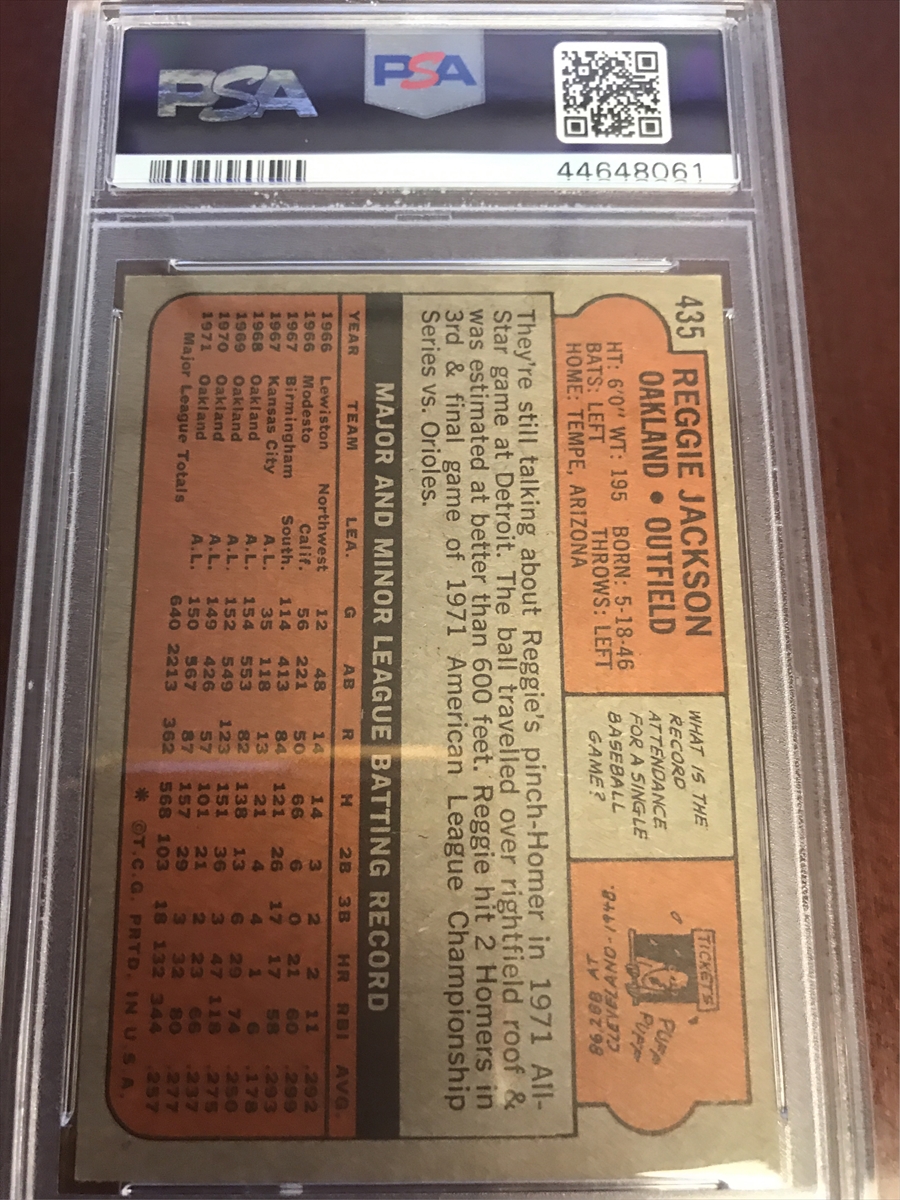 PSA
PSA
44648061
435
REGGIE JACKSON
OAKLAND • OUTFIELD
HT: 6'0" WT: 195 BORN: 5-18-46
BATS: LEFT THROWS: LEFT
HOME: TEMPE, ARIZONA
WHAT IS THE
RECORD
ATTENDANCE
FOR A SINGLE
BASEBALL
GAME?
TICKETS
PUFF
PUFF
86,288 AT
CLEVELAND-1948.
They're still talking about Reggie's pinch-Homer in 1971 All-
Star game at Detroit. The ball travelled over rightfield roof &
was estimated at better than 600 feet. Reggie hit 2 Homers in
3rd & final game of 1971 American League Championship
Series vs. Orioles.
MAJOR AND MINOR LEAGUE BATTING RECORD
YEAR TEAM LEA. G AB R H 2B 3B HR RBI AVG.
1966 Lewiston Northwest 12 48 14 14 3 2 2 11 .292
1966 Modesto Calif. 56 221 50 66 6 0 21 60 .299
1967 Birmingham South. 114 413 84 121 26 17 17 58 .293
1967 Kansas City A.L. 35 118 13 21 4 4 1 6 .178
1968 Oakland A.L. 154 553 82 138 13 6 29 74 .250
1969 Oakland A.L. 152 549 123 151 36 3 47 118 .275
1970 Oakland A.L. 149 426 57 101 21 2 23 66 .237
1971 Oakland A.L. 150 567 87 157 29 3 32 80 .277
Major League Totals 640 2213 362 568 103 18 132 344 .257
* ©T.C.G. PRTD. IN U.S.A.